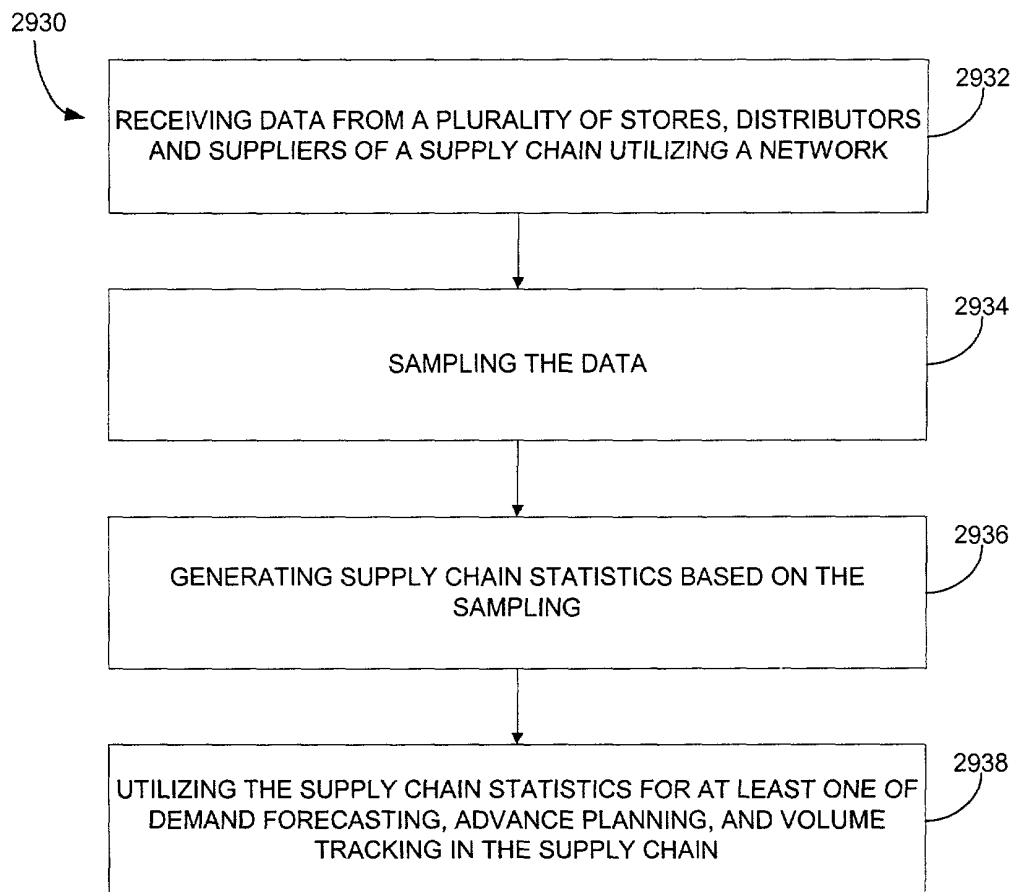 2930
2932
RECEIVING DATA FROM A PLURALITY OF STORES, DISTRIBUTORS
AND SUPPLIERS OF A SUPPLY CHAIN UTILIZING A NETWORK
2934
SAMPLING THE DATA
2936
GENERATING SUPPLY CHAIN STATISTICS BASED ON THE
SAMPLING
2938
UTILIZING THE SUPPLY CHAIN STATISTICS FOR AT LEAST ONE OF
DEMAND FORECASTING, ADVANCE PLANNING, AND VOLUME
TRACKING IN THE SUPPLY CHAIN